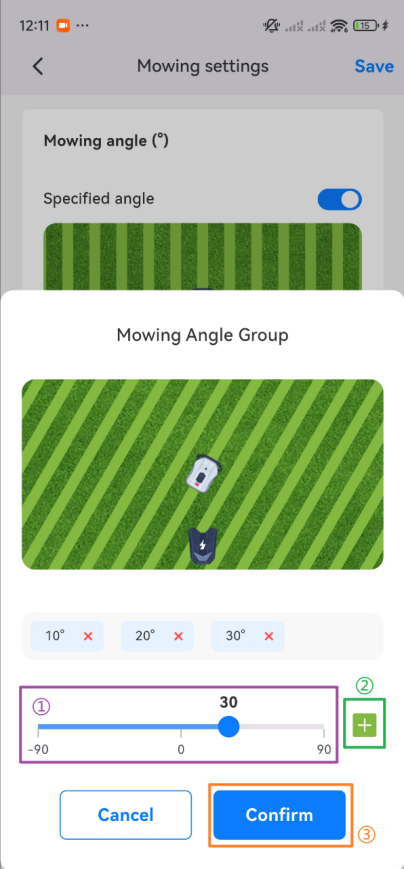 12:11
15
Mowing settings
Save
Mowing angle (°)
Specified angle
Mowing Angle Group
10° × 20° × 30° ×
②
① 30
-90 0 90
Cancel
Confirm
③